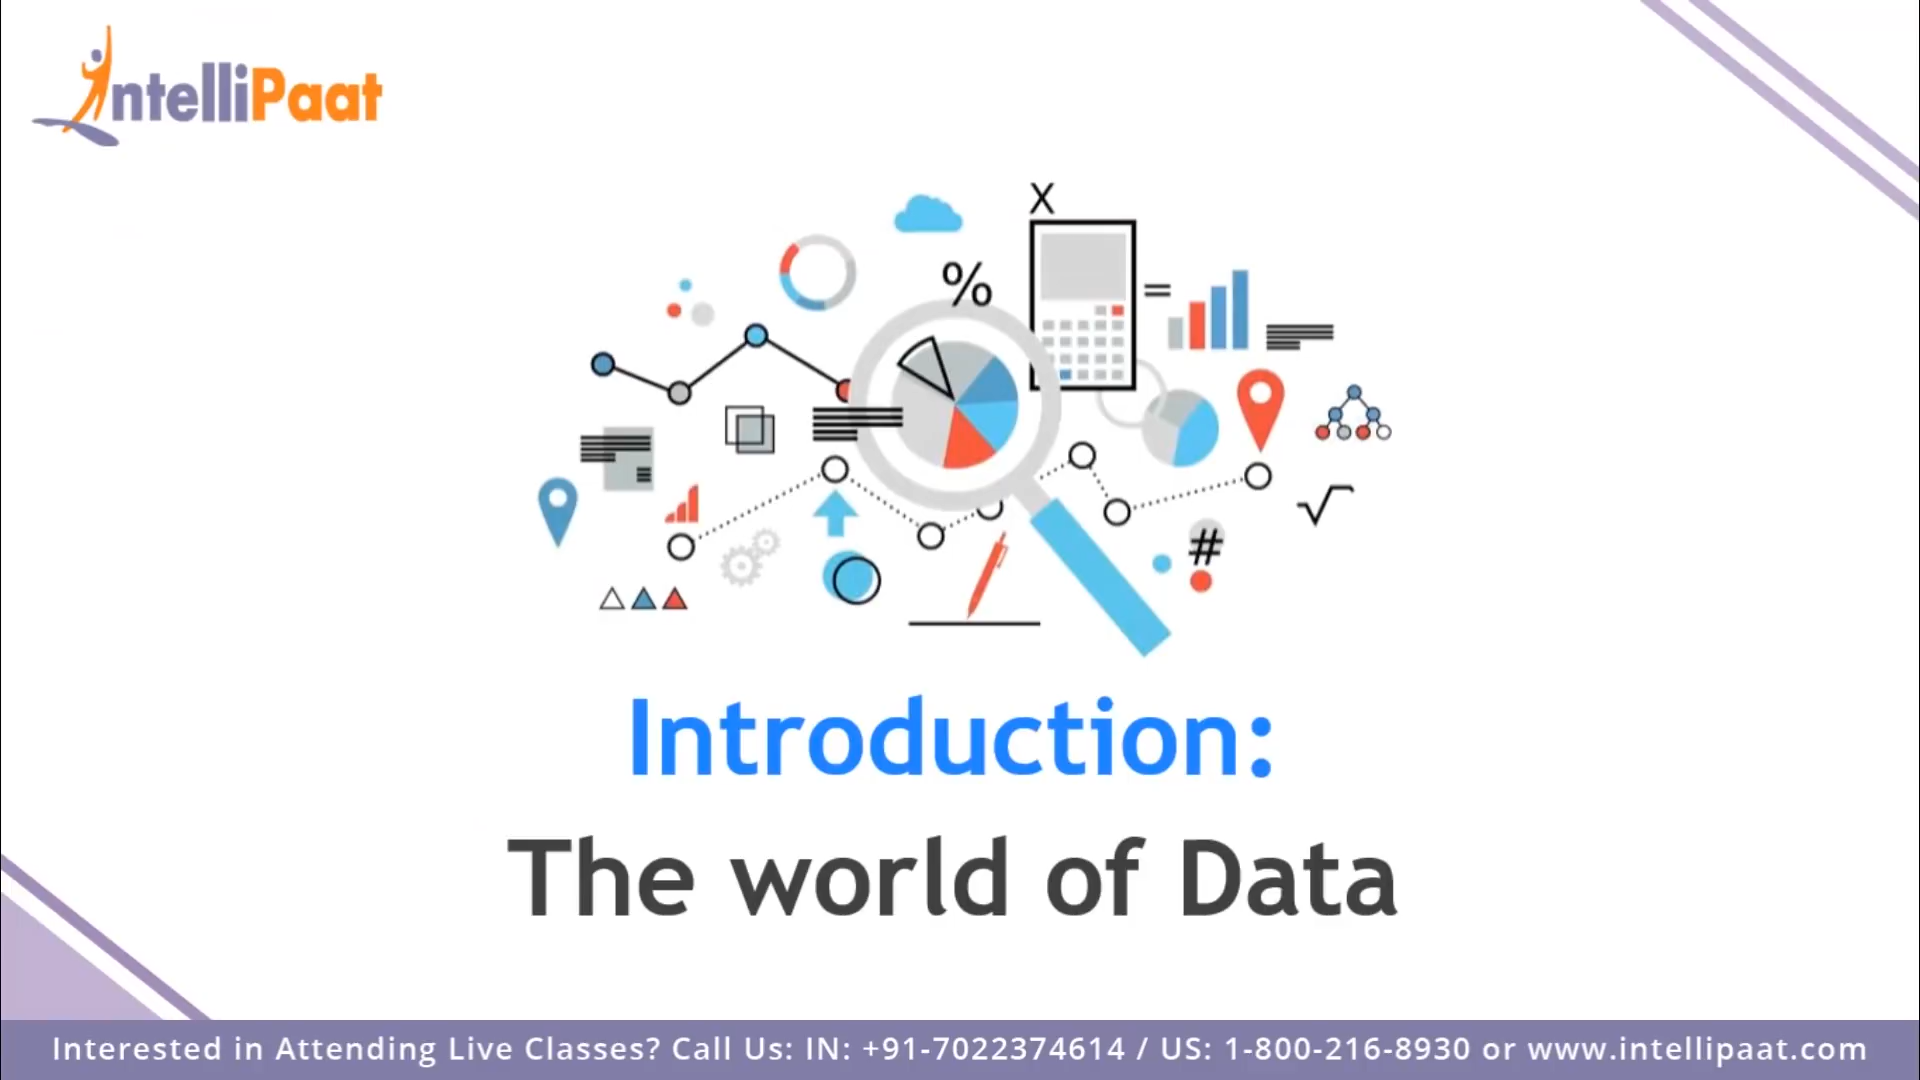 IntelliPaat
X
%
=
#
Introduction:
The world of Data
Interested in Attending Live Classes? Call Us: IN: +91-7022374614 / US: 1-800-216-8930 or www.intellipaat.com